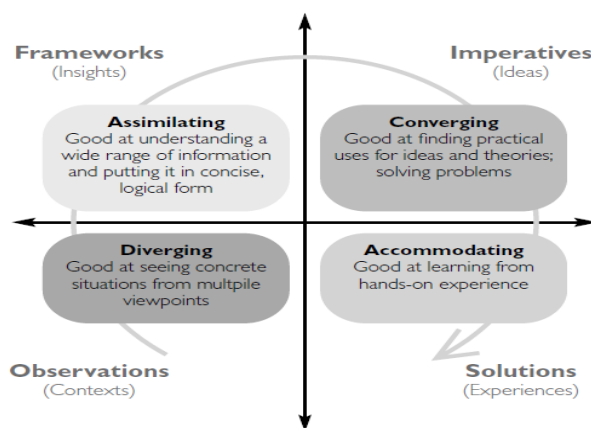 Frameworks
(Insights)
Imperatives
(Ideas)
Assimilating
Good at understanding a
wide range of information
and putting it in concise,
logical form
Converging
Good at finding practical
uses for ideas and theories;
solving problems
Diverging
Good at seeing concrete
situations from multpile
viewpoints
Accommodating
Good at learning from
hands-on experience
Observations
(Contexts)
Solutions
(Experiences)